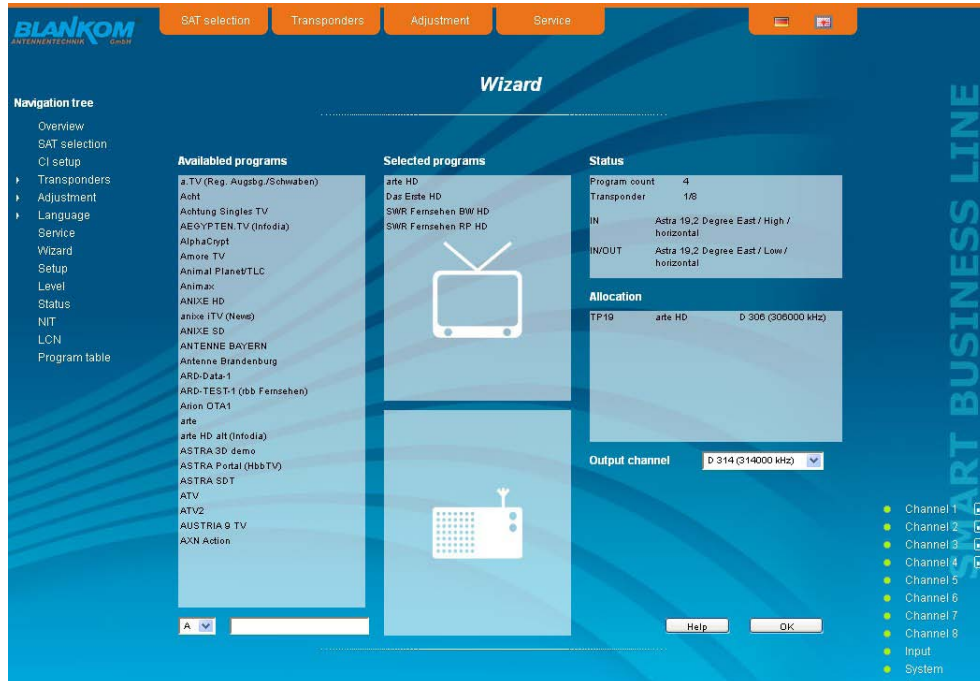 BLANKOM
ANTENNENTECHNIK GmbH
SAT selection
Transponders
Adjustment
Service
Wizard
Navigation tree
Overview
SAT selection
CI setup
Transponders
Adjustment
Language
Service
Wizard
Setup
Level
Status
NIT
LCN
Program table
Availabled programs
a.TV (Reg. Augsbg./Schwaben)
Acht
Achtung Singles TV
AEGYPTEN.TV (Infodia)
AlphaCrypt
Amore TV
Animal Planet/TLC
Animax
ANIXE HD
anixe iTV (News)
ANIXE SD
ANTENNE BAYERN
Antenne Brandenburg
ARD-Data-1
ARD-TEST-1 (rbb Fernsehen)
Arion OTA1
arte
arte HD alt (Infodia)
ASTRA 3D demo
ASTRA Portal (HbbTV)
ASTRA SDT
ATV
ATV2
AUSTRIA 9 TV
AXN Action
A
Selected programs
arte HD
Das Erste HD
SWR Fernsehen BW HD
SWR Fernsehen RP HD
Status
Program count 4
Transponder 1/8
IN Astra 19,2 Degree East / High /
horizontal
IN/OUT Astra 19,2 Degree East / Low /
horizontal
Allocation
TP19 arte HD D 306 (306000 kHz)
Output channel D 314 (314000 kHz)
Help OK
SMART BUSINESS LINE
Channel 1
Channel 2
Channel 3
Channel 4
Channel 5
Channel 6
Channel 7
Channel 8
Input
System